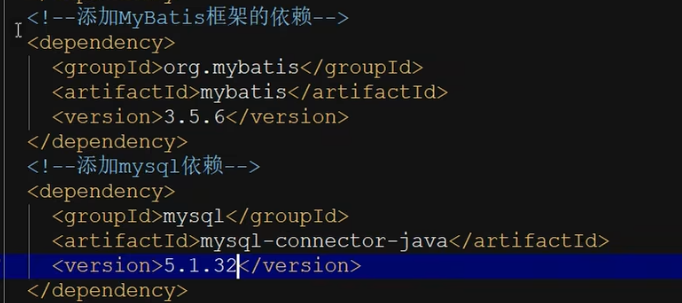 <!--添加MyBatis框架的依赖-->
<dependency>
<groupId>org.mybatis</groupId>
<artifactId>mybatis</artifactId>
<version>3.5.6</version>
</dependency>
<!--添加mysql依赖-->
<dependency>
<groupId>mysql</groupId>
<artifactId>mysql-connector-java</artifactId>
<version>5.1.32</version>
</dependency>